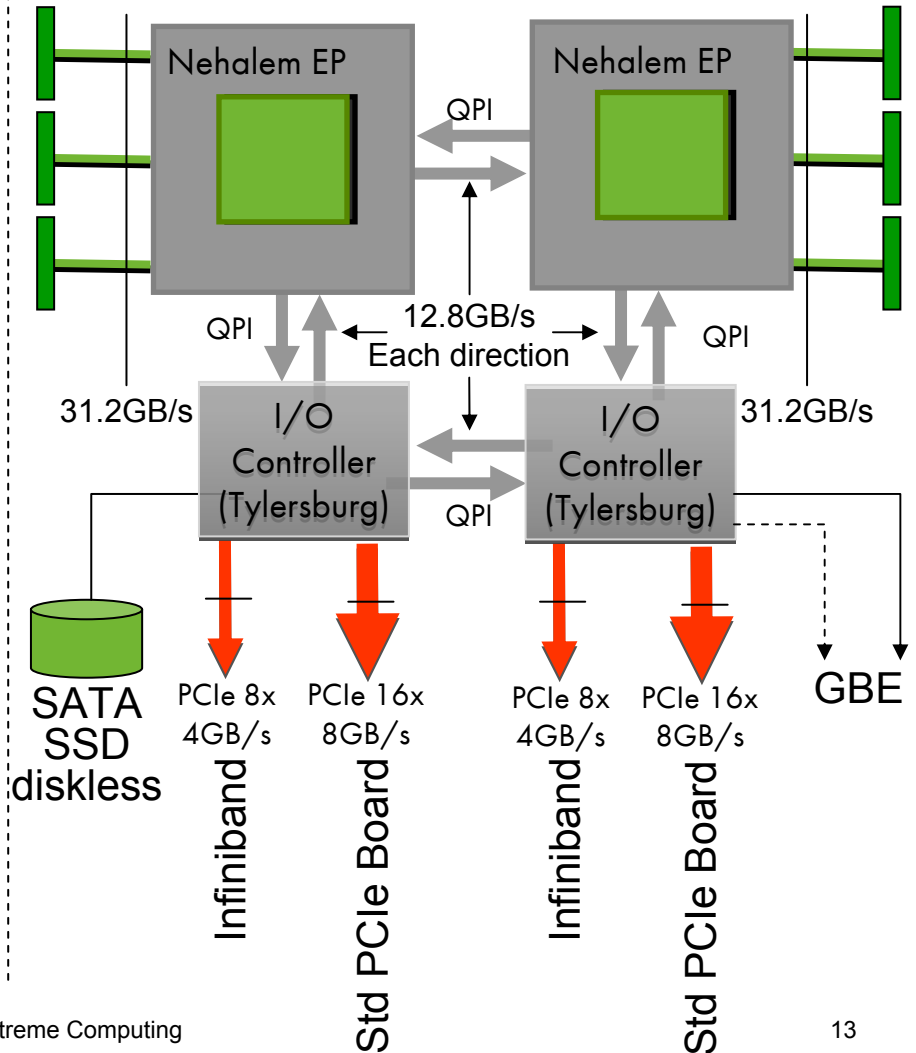 Nehalem EP
Nehalem EP
QPI
QPI
12.8GB/s
Each direction
QPI
31.2GB/s
I/O
Controller
(Tylersburg)
QPI
I/O
Controller
(Tylersburg)
31.2GB/s
SATA
SSD
diskless
PCIe 8x
4GB/s
PCIe 16x
8GB/s
PCIe 8x
4GB/s
PCIe 16x
8GB/s
GBE
Infiniband
Std PCIe Board
Infiniband
Std PCIe Board
treme Computing
13